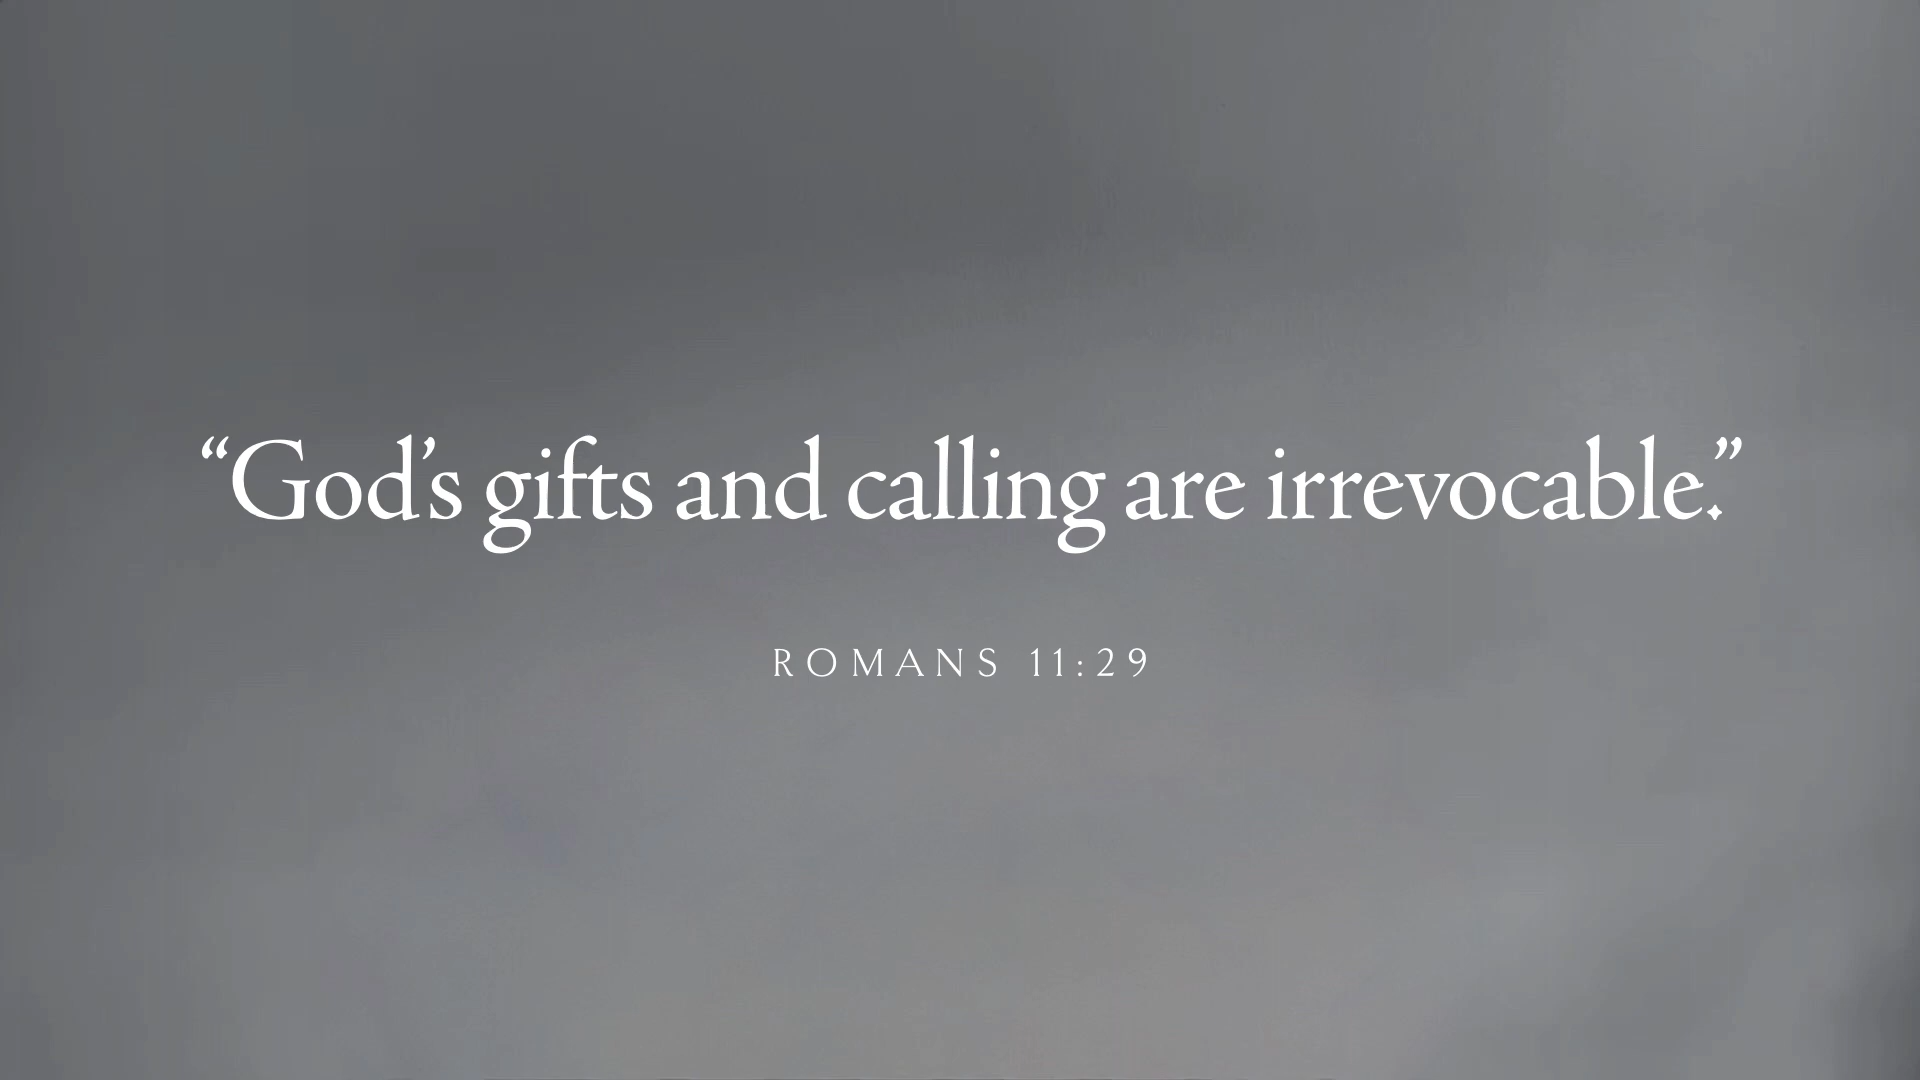 “God’s gifts and calling are irrevocable.”
ROMANS 11:29